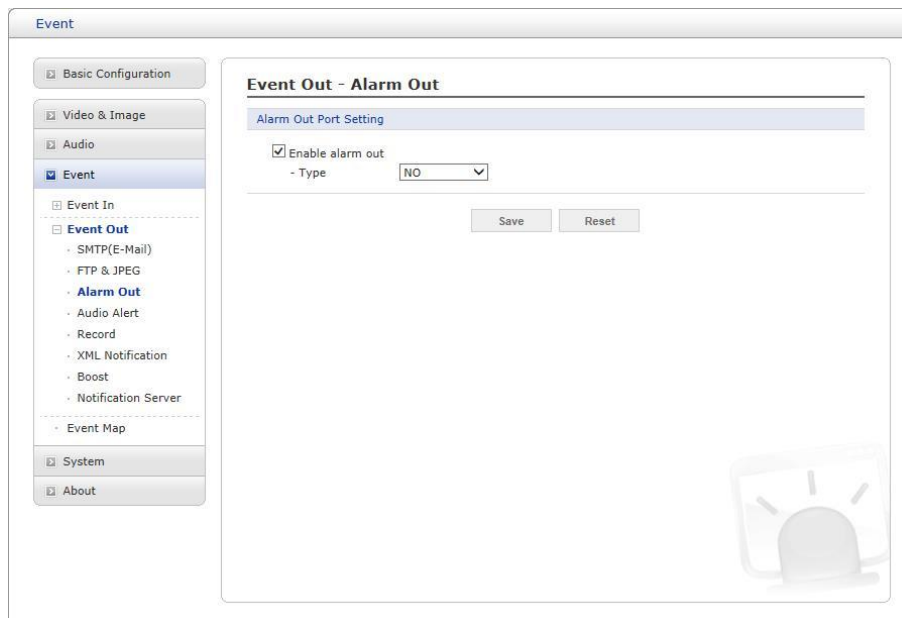 Event
Basic Configuration
Video & Image
Audio
Event
Event In
Event Out
· SMTP(E-Mail)
· FTP & JPEG
· Alarm Out
· Audio Alert
· Record
· XML Notification
· Boost
· Notification Server
· Event Map
System
About
Event Out - Alarm Out
Alarm Out Port Setting
Enable alarm out
- Type NO
Save Reset